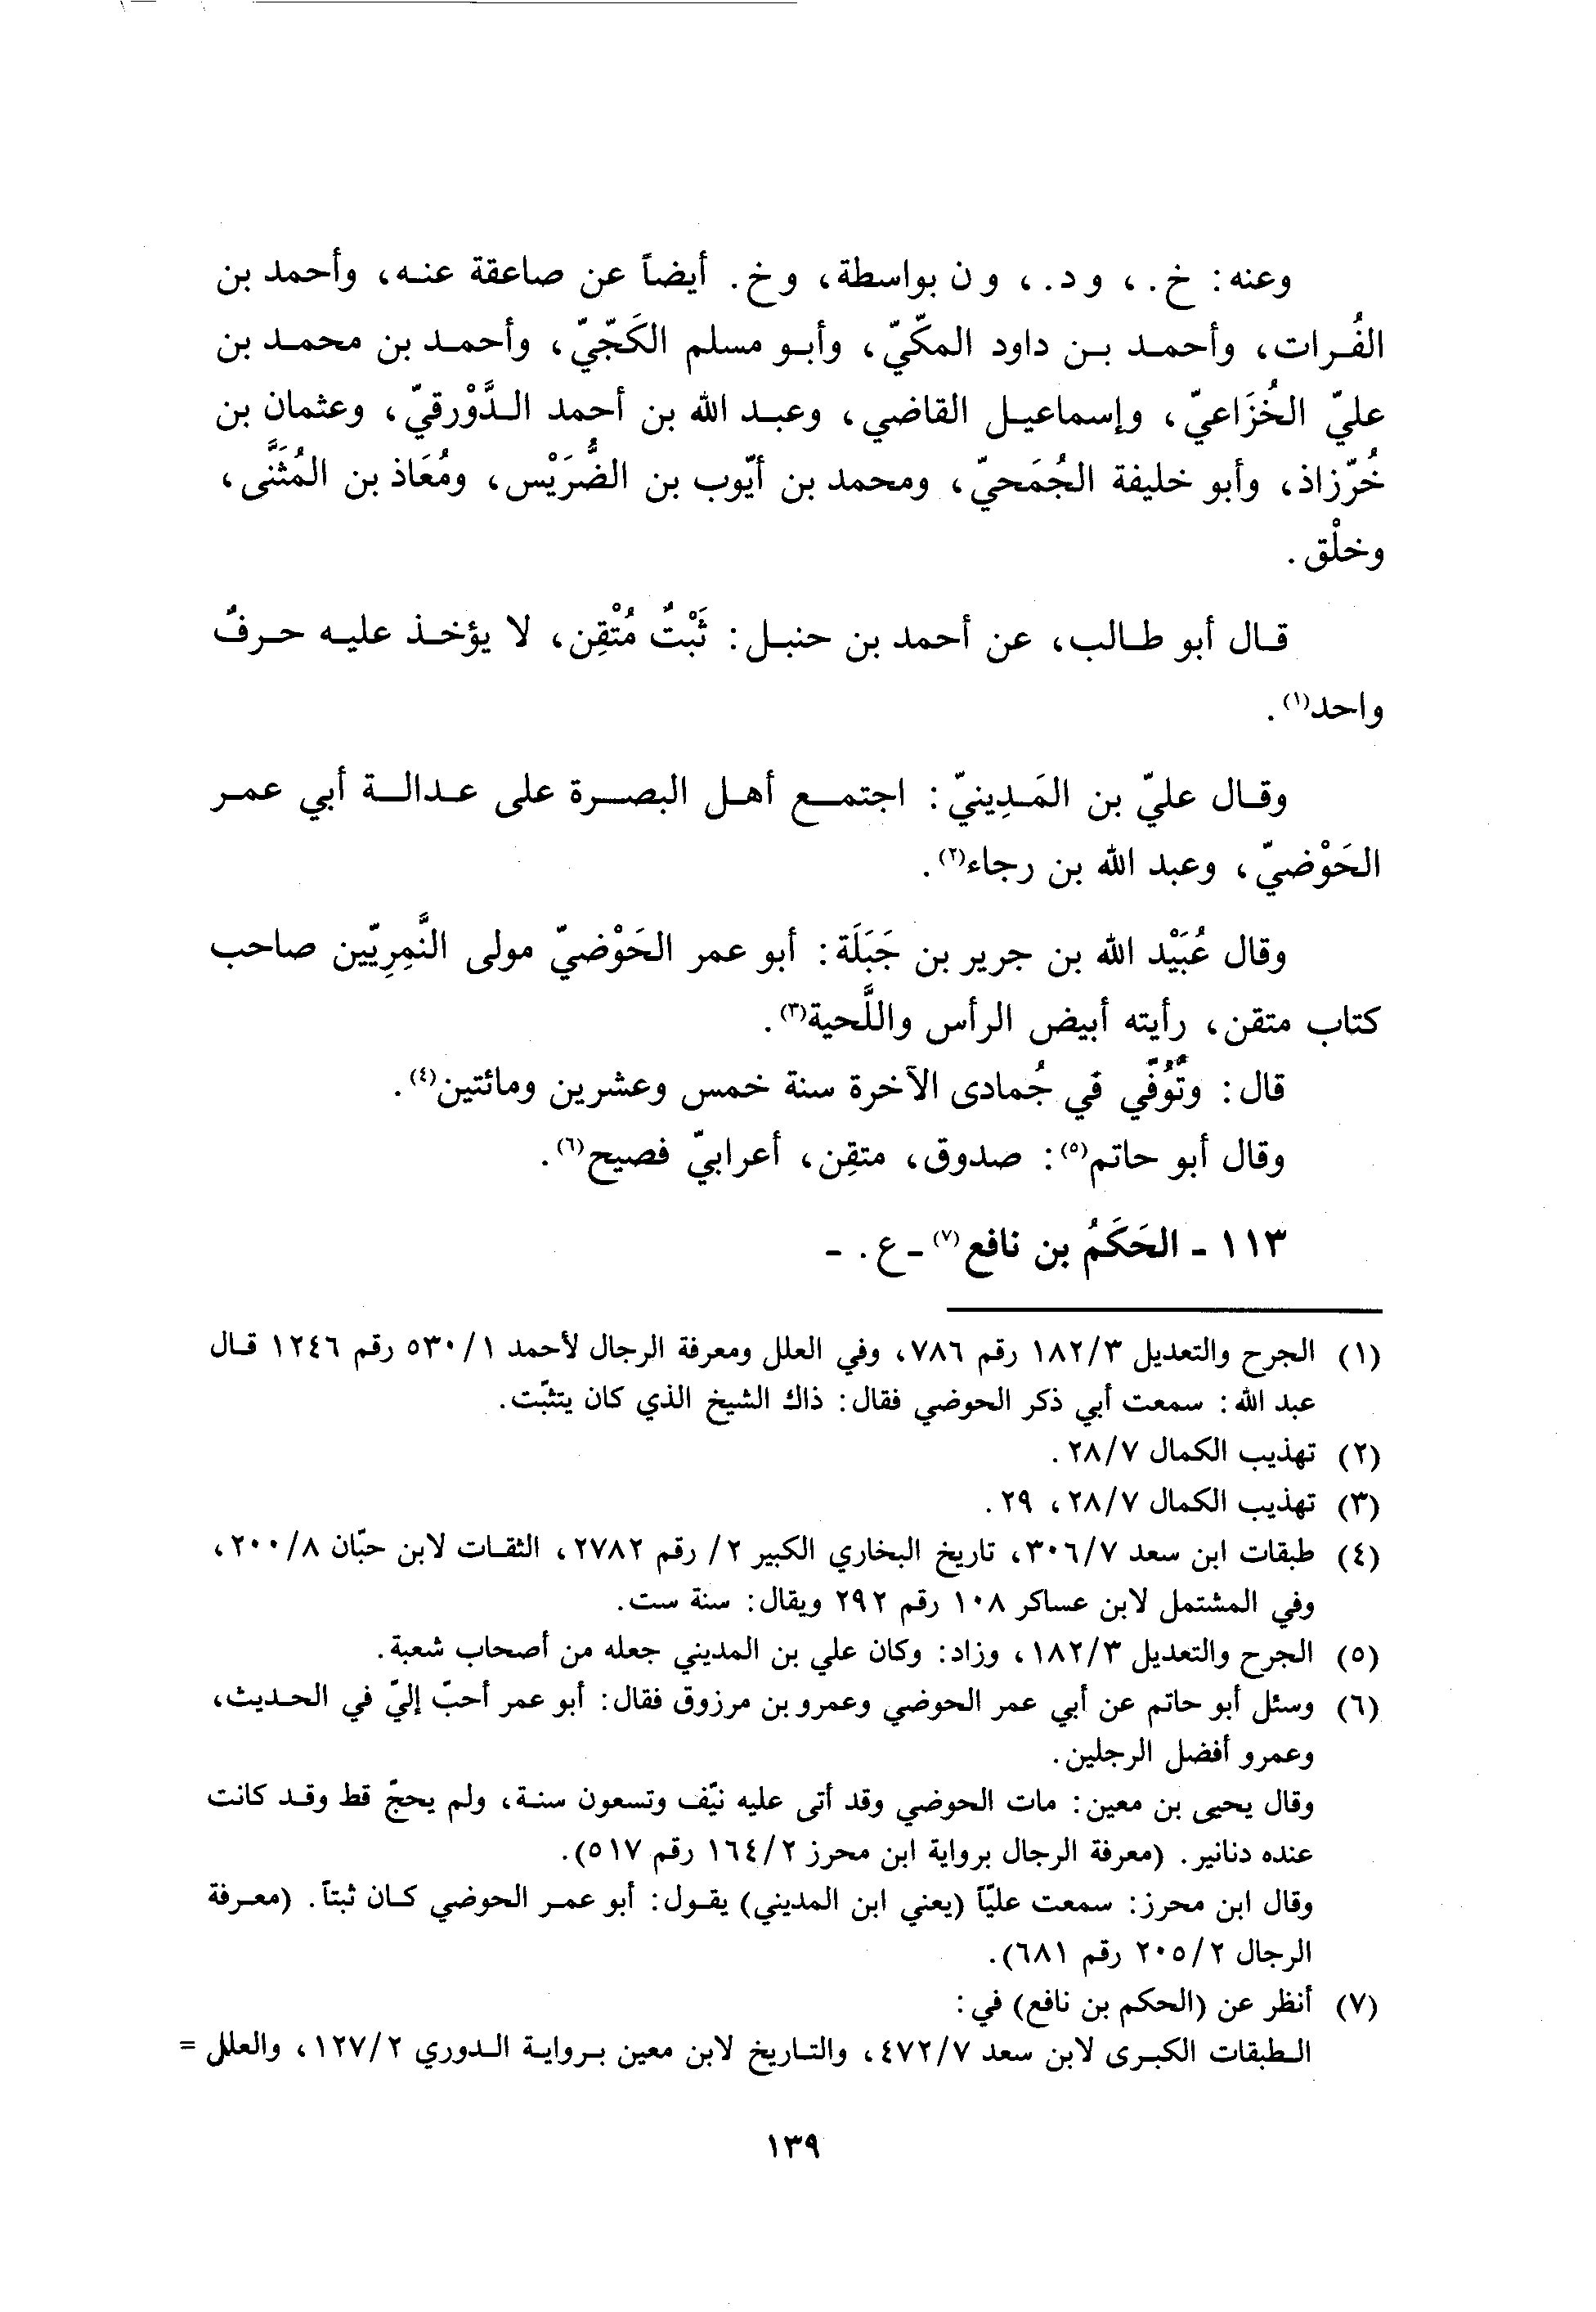 وعنه: خ.، و د.، و ن بواسطة، وخ. أيضاً عن صاعقة عنه، وأحمد بن
الفُرات، وأحمد بن داود المكّيّ، وأبو مسلم الكَجّيّ، وأحمد بن محمد بن
عليّ الخُزَاعيّ، وإسماعيل القاضي، وعبد الله بن أحمد الدَّوْرقيّ، وعثمان بن
خُرّزاذ، وأبو خليفة الجُمَحيّ، ومحمد بن أيّوب بن الضُّرَيْس، ومُعَاذ بن المُثَنَّى،
وخلْق.
قال أبو طالب، عن أحمد بن حنبل: ثَبْتٌ مُتْقِن، لا يؤخذ عليه حرفٌ
واحد(١).
وقال عليّ بن المَدِينيّ: اجتمع أهل البصرة على عدالة أبي عمر
الحَوْضيّ، وعبد الله بن رجاء(٢).
وقال عُبَيْد الله بن جرير بن جَبَلَة: أبو عمر الحَوْضيّ مولى النَّمِرِيّين صاحب
كتاب متقن، رأيته أبيض الرأس واللَّحية(٣).
قال: وتُوُفّي في جُمادى الآخرة سنة خمس وعشرين ومائتين(٤).
وقال أبو حاتم(٥): صدوق، متقِن، أعرابيّ فصيح(٦).
١١٣ - الحَكَمُ بن نافع(٧) - ع. -
(١) الجرح والتعديل ١٨٢/٣ رقم ٧٨٦، وفي العلل ومعرفة الرجال لأحمد ٥٣٠/١ رقم ١٢٤٦ قال
عبد الله: سمعت أبي ذكر الحوضي فقال: ذاك الشيخ الذي كان يتثبّت.
(٢) تهذيب الكمال ٢٨/٧.
(٣) تهذيب الكمال ٢٨/٧، ٢٩.
(٤) طبقات ابن سعد ٣٠٦/٧، تاريخ البخاري الكبير ٢/ رقم ٢٧٨٢، الثقات لابن حبّان ٢٠٠/٨،
وفي المشتمل لابن عساكر ١٠٨ رقم ٢٩٢ ويقال: سنة ست.
(٥) الجرح والتعديل ١٨٢/٣، وزاد: وكان علي بن المديني جعله من أصحاب شعبة.
(٦) وسئل أبو حاتم عن أبي عمر الحوضي وعمرو بن مرزوق فقال: أبو عمر أحبّ إليّ في الحديث،
وعمرو أفضل الرجلين.
وقال يحيى بن معين: مات الحوضي وقد أتى عليه نيّف وتسعون سنة، ولم يحجّ قط وقد كانت
عنده دنانير. (معرفة الرجال برواية ابن محرز ١٦٤/٢ رقم ٥١٧).
وقال ابن محرز: سمعت عليّاً (يعني ابن المديني) يقول: أبو عمر الحوضي كان ثبتاً. (معرفة
الرجال ٢٠٥/٢ رقم ٦٨١).
(٧) أنظر عن (الحكم بن نافع) في:
الطبقات الكبرى لابن سعد ٤٧٢/٧، والتاريخ لابن معين برواية الدوري ١٢٧/٢، والعلل =
١٣٩